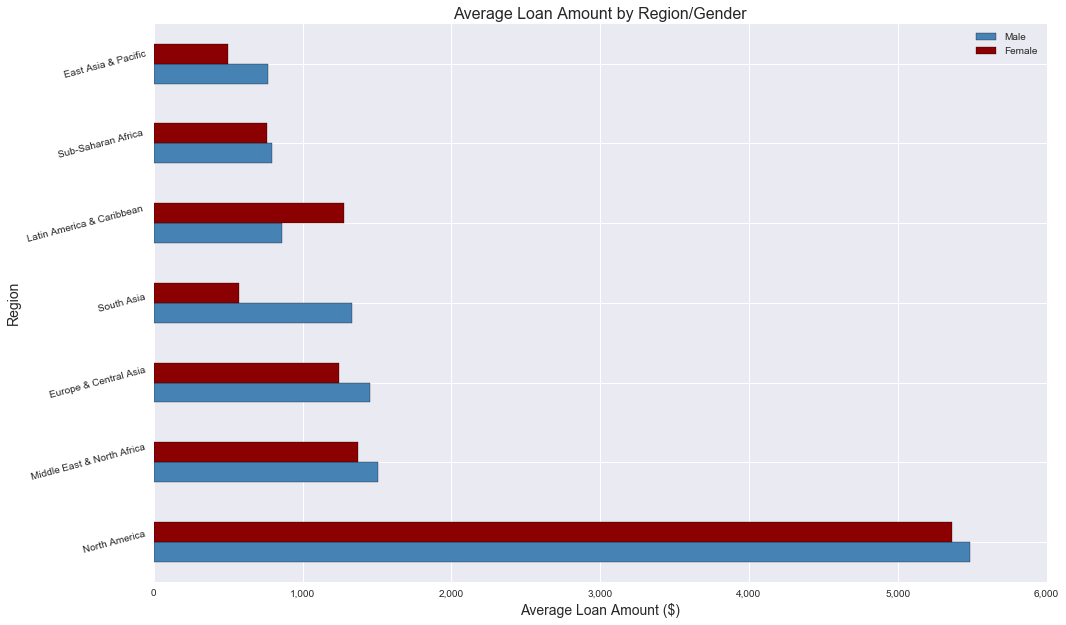 Average Loan Amount by Region/Gender
Male
Female
East Asia & Pacific
Sub-Saharan Africa
Latin America & Caribbean
South Asia
Europe & Central Asia
Middle East & North Africa
North America
Region
0 1,000 2,000 3,000 4,000 5,000 6,000
Average Loan Amount ($)